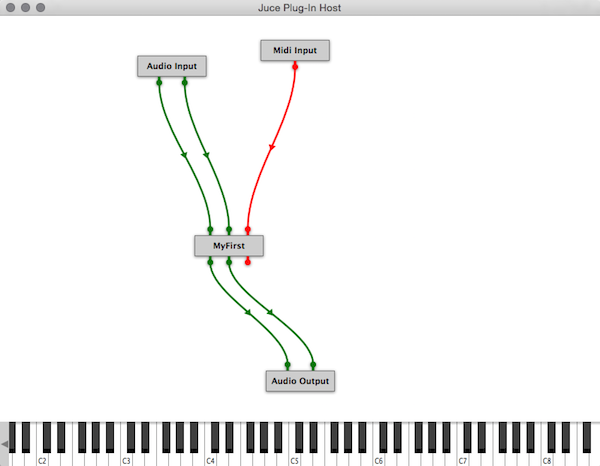 Juce Plug-In Host
Midi Input
Audio Input
MyFirst
Audio Output
C2 C3 C4 C5 C6 C7 C8